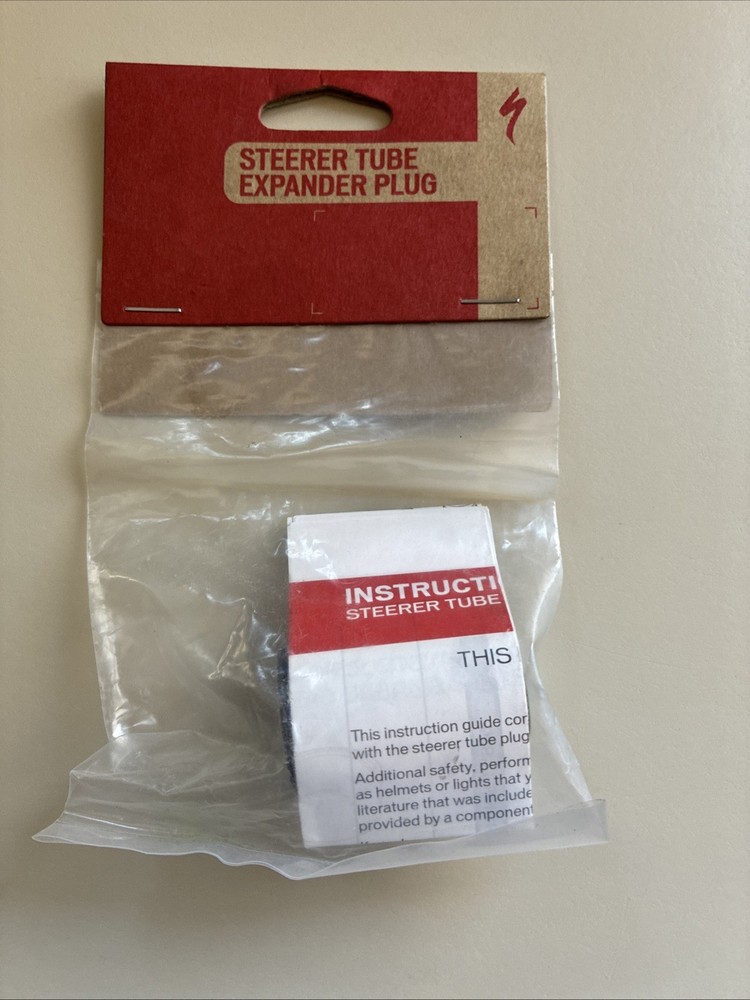 STEERER TUBE
EXPANDER PLUG
INSTRUCTI
STEERER TUBE
THIS
This instruction guide cor
with the steerer tube plug
Additional safety, perform
as helmets or lights that y
literature that was include
provided by a component